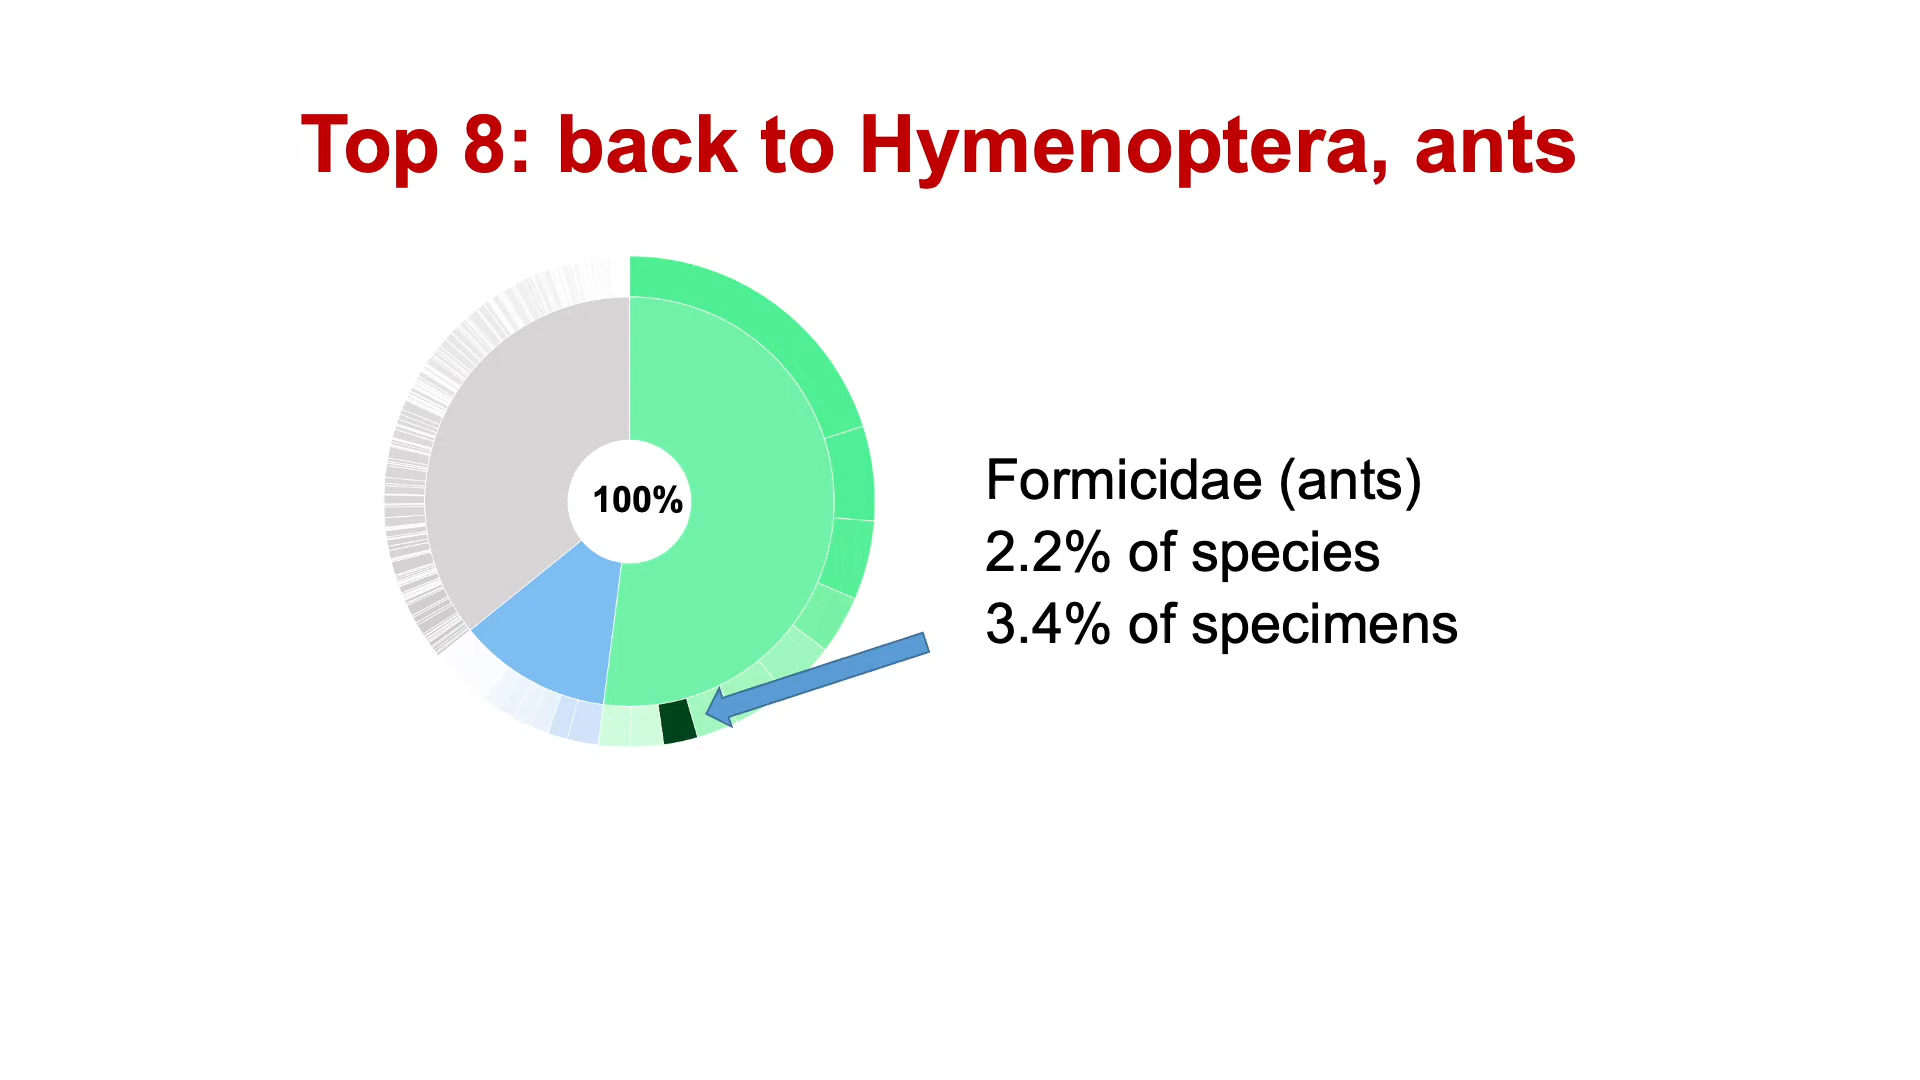 Top 8: back to Hymenoptera, ants
100%
Formicidae (ants)
2.2% of species
3.4% of specimens